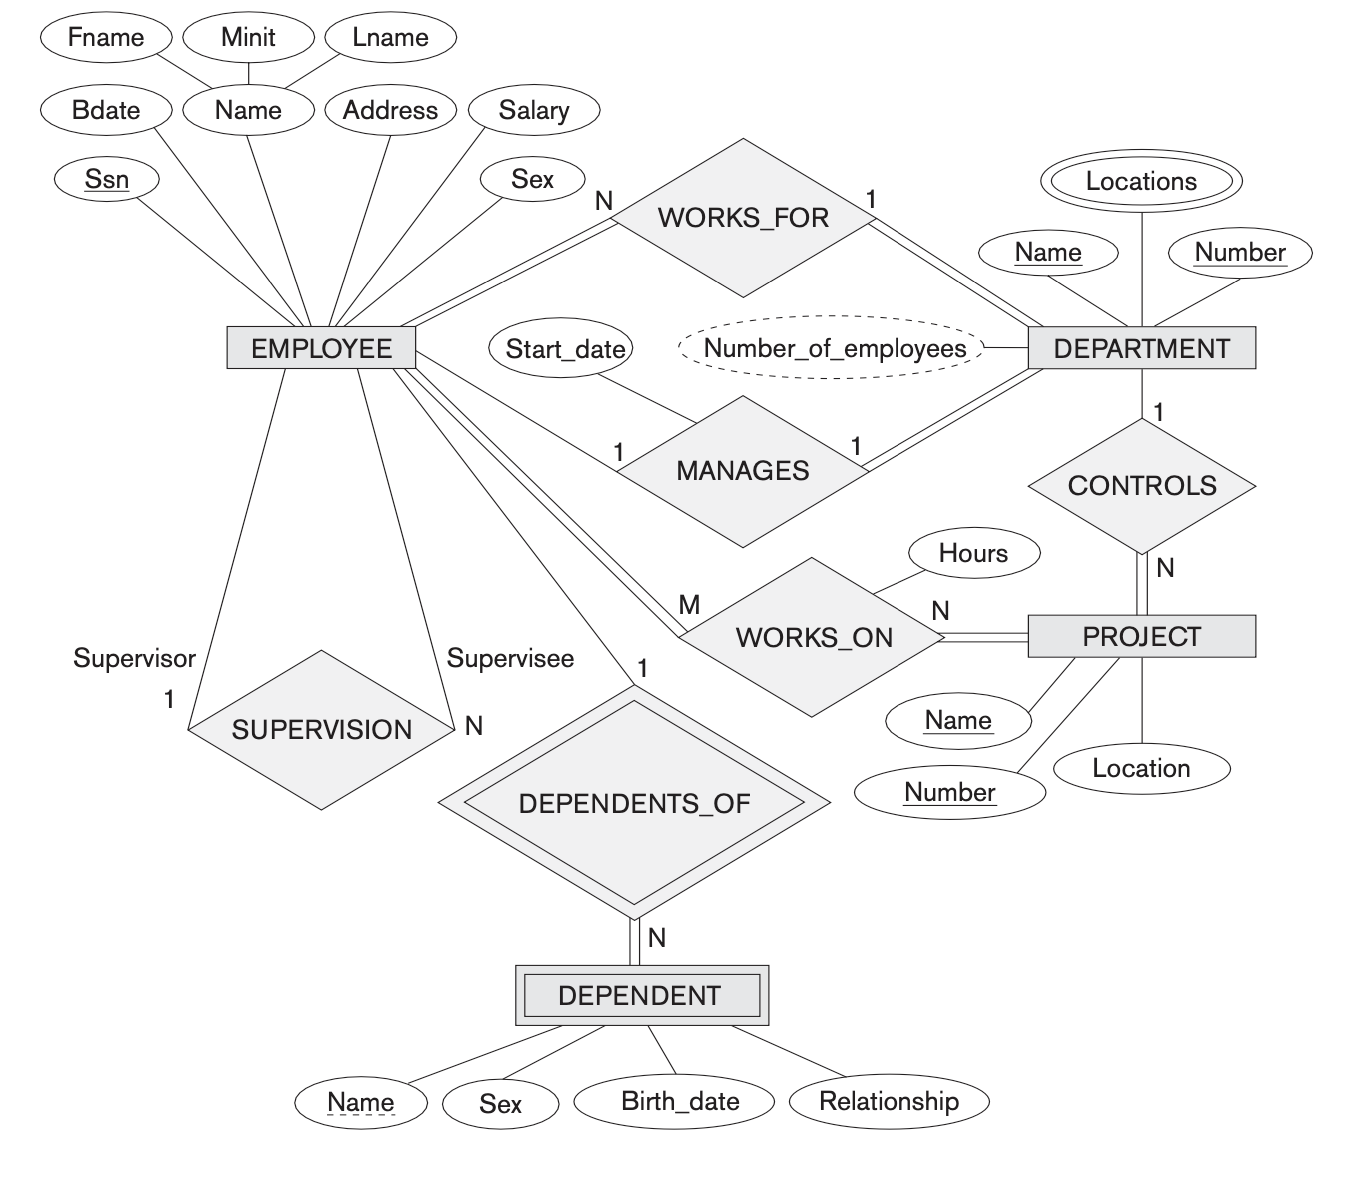 Fname
Minit
Lname
Bdate
Name
Address
Salary
Ssn
Sex
N
WORKS_FOR
1
Locations
Name
Number
EMPLOYEE
Start_date
Number_of_employees
DEPARTMENT
1
MANAGES
1
1
CONTROLS
N
Hours
M
WORKS_ON
N
PROJECT
Supervisor
Supervisee
1
SUPERVISION
N
1
Name
Number
Location
DEPENDENTS_OF
N
DEPENDENT
Name
Sex
Birth_date
Relationship